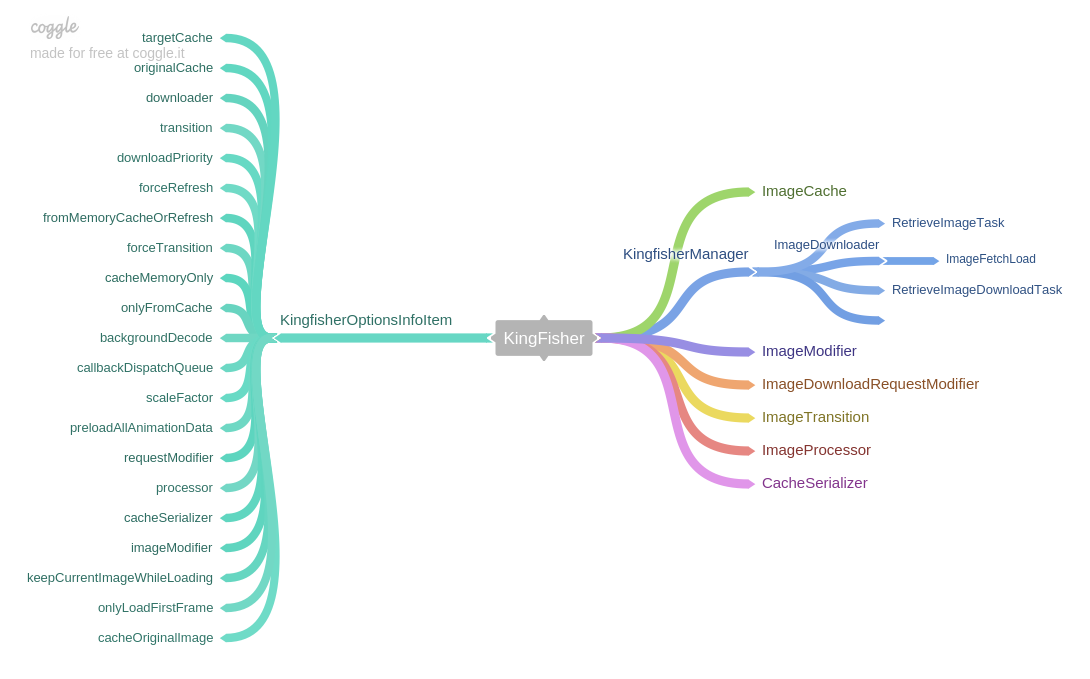 coggle
made for free at coggle.it
targetCache
originalCache
downloader
transition
downloadPriority
forceRefresh
fromMemoryCacheOrRefresh
forceTransition
cacheMemoryOnly
onlyFromCache
backgroundDecode
callbackDispatchQueue
scaleFactor
preloadAllAnimationData
requestModifier
processor
cacheSerializer
imageModifier
keepCurrentImageWhileLoading
onlyLoadFirstFrame
cacheOriginalImage
KingfisherOptionsInfoItem
KingFisher
ImageCache
KingfisherManager
RetrieveImageTask
ImageDownloader
ImageFetchLoad
RetrieveImageDownloadTask
ImageModifier
ImageDownloadRequestModifier
ImageTransition
ImageProcessor
CacheSerializer